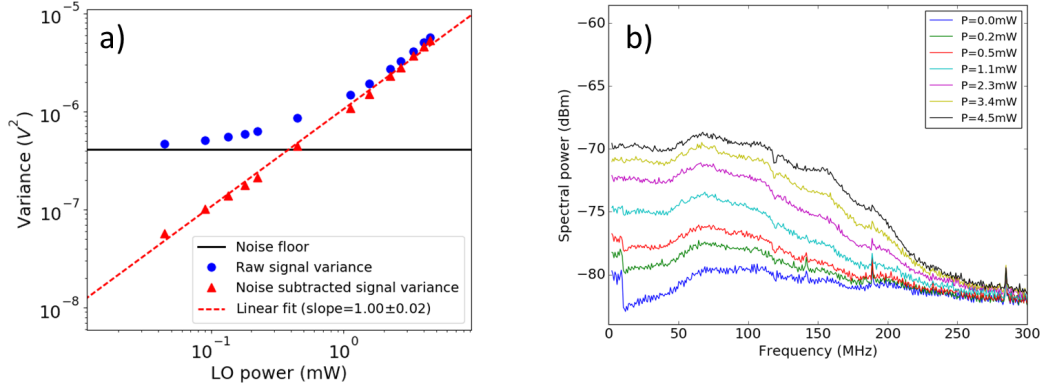 a)
10⁻⁵
10⁻⁶
10⁻⁷
10⁻⁸
Variance (V²)
Noise floor
Raw signal variance
Noise subtracted signal variance
Linear fit (slope=1.00±0.02)
10⁻¹
10⁰
LO power (mW)
b)
−60
−65
−70
−75
−80
Spectral power (dBm)
P=0.0mW
P=0.2mW
P=0.5mW
P=1.1mW
P=2.3mW
P=3.4mW
P=4.5mW
0 50 100 150 200 250 300
Frequency (MHz)